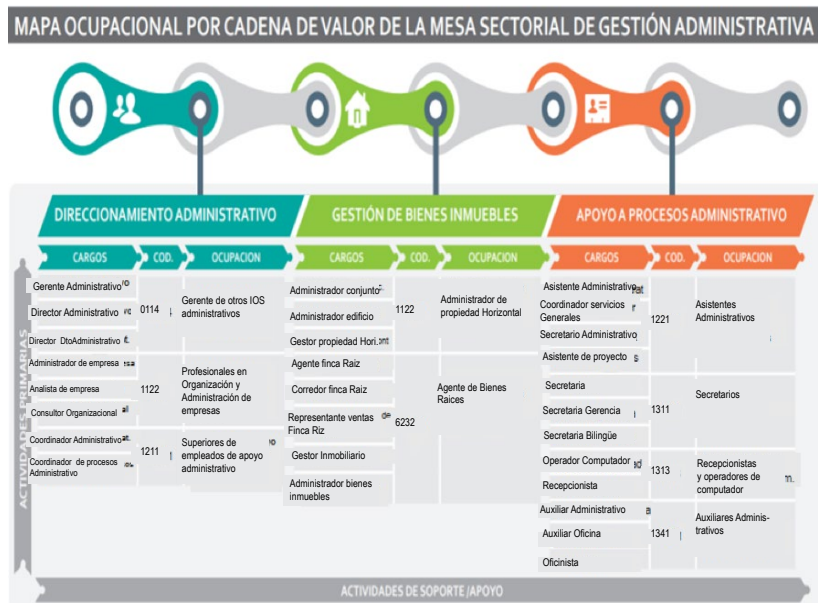 MAPA OCUPACIONAL POR CADENA DE VALOR DE LA MESA SECTORIAL DE GESTIÓN ADMINISTRATIVA
DIRECCIONAMIENTO ADMINISTRATIVO
CARGOS
COD.
OCUPACION
Gerente Administrativo
Director Administrativo
Director DtoAdministrativo
0114
Gerente de otros IOS
administrativos
Administrador de empresa
Analista de empresa
Consultor Organizacional
1122
Profesionales en
Organización y
Administración de
empresas
Coordinador Administrativo
Coordinador de procesos
Administrativo
1211
Superiores de
empleados de apoyo
administrativo
GESTIÓN DE BIENES INMUEBLES
CARGOS
COD.
OCUPACION
Administrador conjunto
Administrador edificio
Gestor propiedad Hori.
1122
Administrador de
propiedad Horizontal
Agente finca Raiz
Corredor finca Raiz
Representante ventas
Finca Riz
Gestor Inmobiliario
Administrador bienes
inmuebles
6232
Agente de Bienes
Raices
APOYO A PROCESOS ADMINISTRATIVO
CARGOS
COD.
OCUPACION
Asistente Administrativo
Coordinador servicios
Generales
Secretario Administrativo
Asistente de proyecto
1221
Asistentes
Administrativos
Secretaria
Secretaria Gerencia
Secretaria Bilingüe
1311
Secretarios
Operador Computador
Recepcionista
1313
Recepcionistas
y operadores de
computador
Auxiliar Administrativo
Auxiliar Oficina
Oficinista
1341
Auxiliares Adminis-
trativos
ACTIVIDADES PRIMARIAS
ACTIVIDADES DE SOPORTE /APOYO